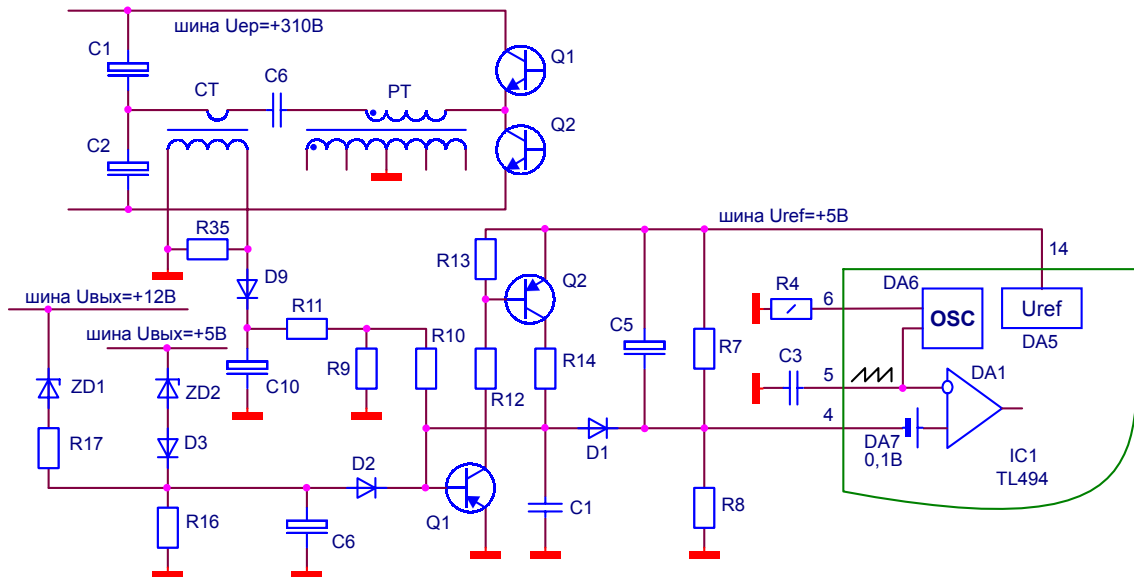 шина Uep=+310В
C1
Q1
CT
C6
PT
C2
Q2
шина Uref=+5В
R35
R13
14
D9
Q2
DA6
R4
6
шина Uвых=+12В
R11
OSC
Uref
R10
C5
DA5
шина Uвых=+5В
R7
R14
C3
5
DA1
R9
ZD1
ZD2
C10
R12
4
R17
D3
D1
DA7
0,1В
IC1
TL494
D2
R16
C6
Q1
C1
R8